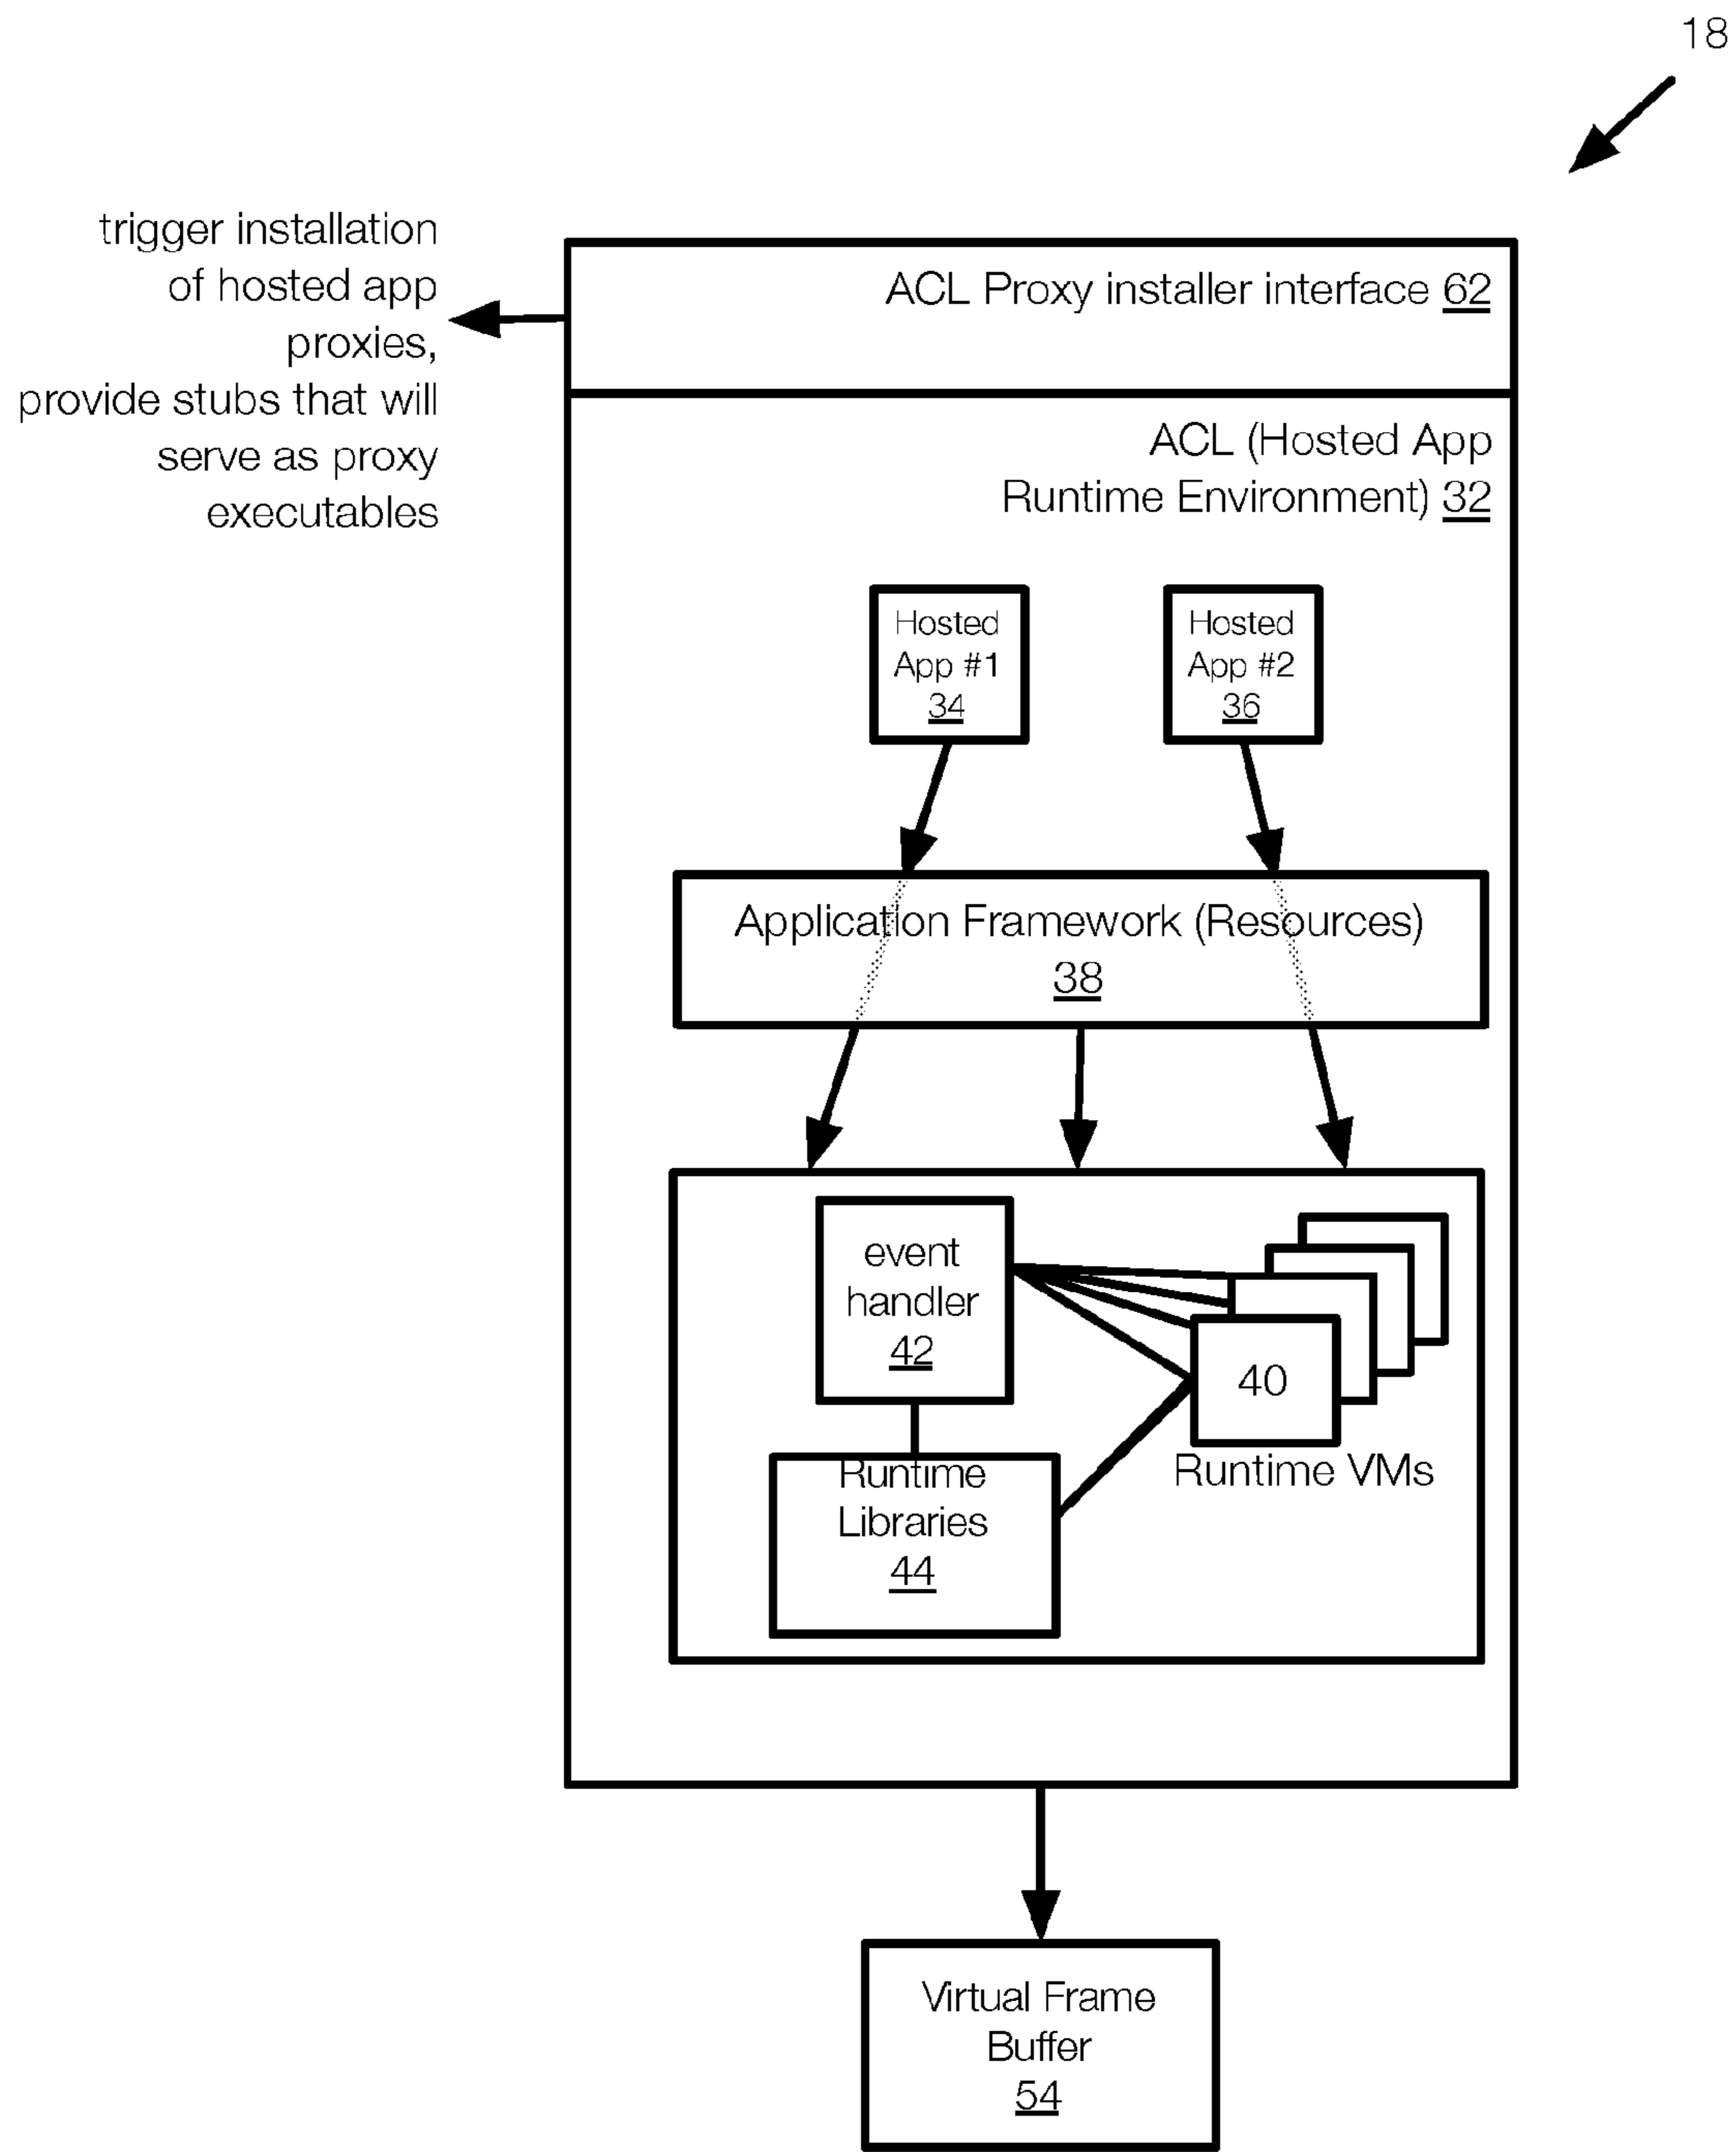 18
trigger installation
of hosted app
proxies,
provide stubs that will
serve as proxy
executables
ACL Proxy installer interface 62
ACL (Hosted App
Runtime Environment) 32
Hosted
App #1
34
Hosted
App #2
36
Application Framework (Resources)
38
event
handler
42
40
Runtime VMs
Runtime
Libraries
44
Virtual Frame
Buffer
54